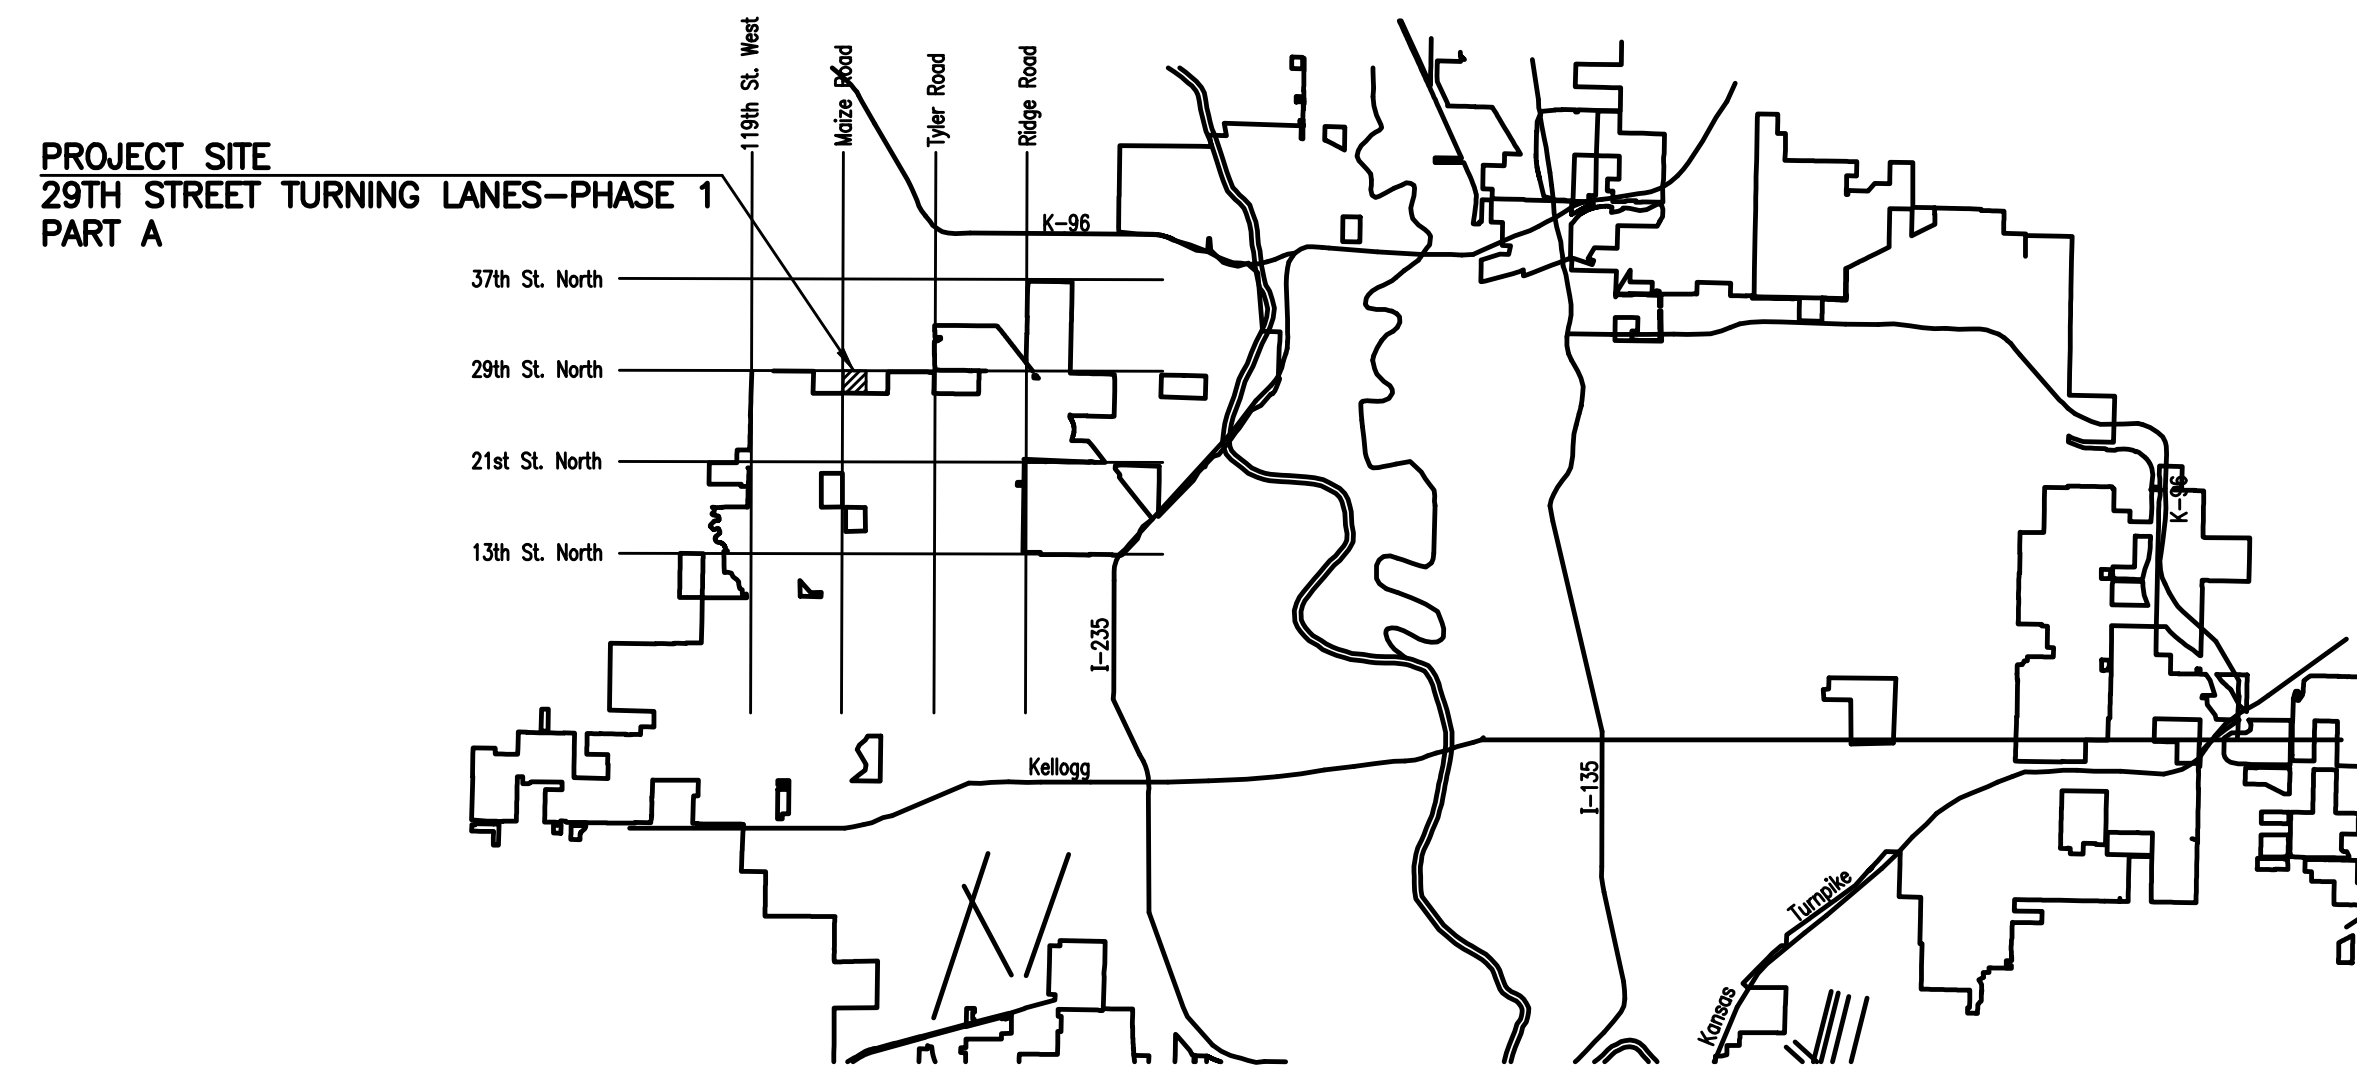 119th St. West
Maize Road
Tyler Road
Ridge Road
PROJECT SITE
29TH STREET TURNING LANES-PHASE 1
PART A
K-96
37th St. North
29th St. North
21st St. North
13th St. North
K-96
I-235
Kellogg
I-135
Turnpike
Kansas